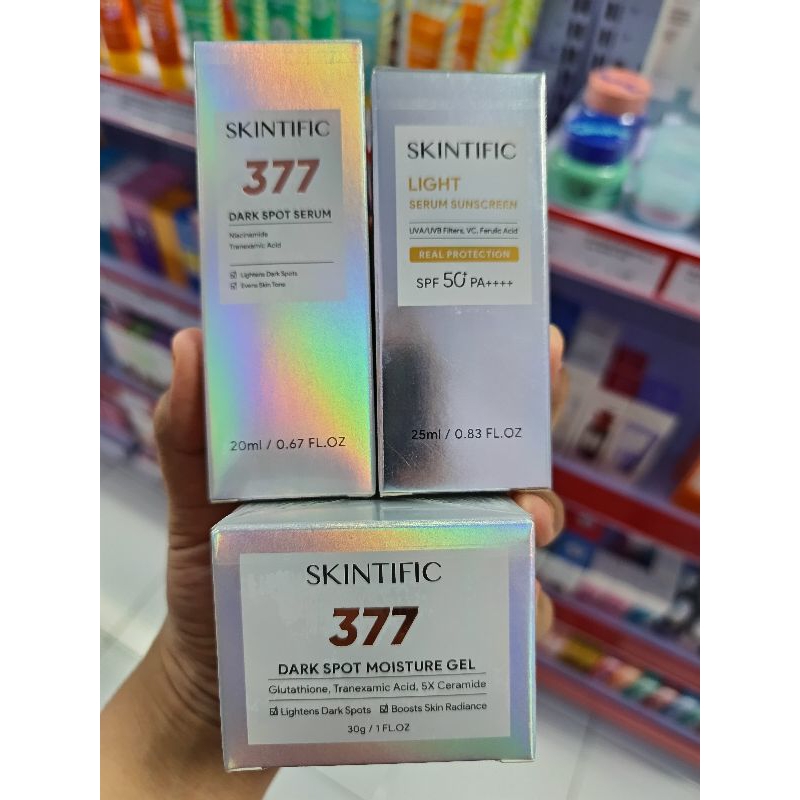 SKINTIFIC
377
DARK SPOT SERUM
Niacinamide
Tranexamic Acid
☑ Lightens Dark Spots
☑ Evens Skin Tone
20ml / 0.67 FL.OZ
SKINTIFIC
LIGHT
SERUM SUNSCREEN
UVA/UVB Filters, VC, Ferulic Acid
REAL PROTECTION
SPF 50+ PA++++
25ml / 0.83 FL.OZ
SKINTIFIC
377
DARK SPOT MOISTURE GEL
Glutathione, Tranexamic Acid, 5X Ceramide
☑ Lightens Dark Spots ☑ Boosts Skin Radiance
30g / 1 FL.OZ